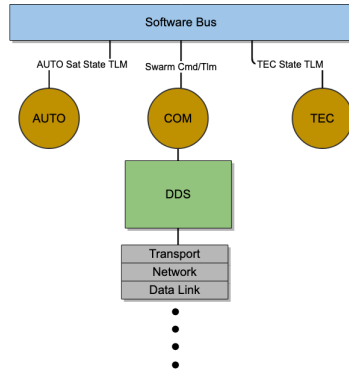 Software Bus
AUTO Sat State TLM
Swarm Cmd/Tlm
TEC State TLM
AUTO
COM
TEC
DDS
Transport
Network
Data Link